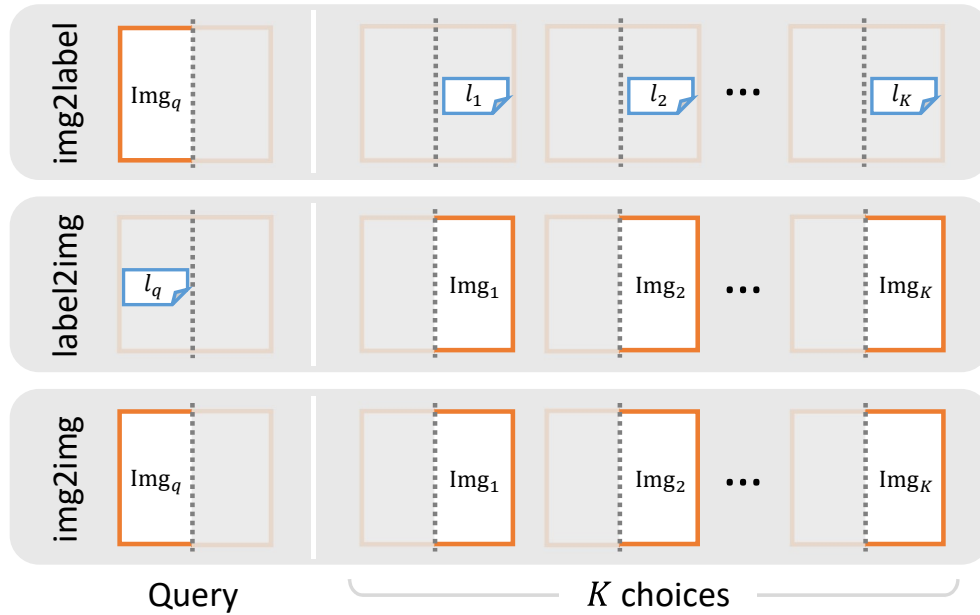 img2label
Img_q
l_1
l_2
...
l_K
label2img
l_q
Img_1
Img_2
...
Img_K
img2img
Img_q
Img_1
Img_2
...
Img_K
Query
K choices